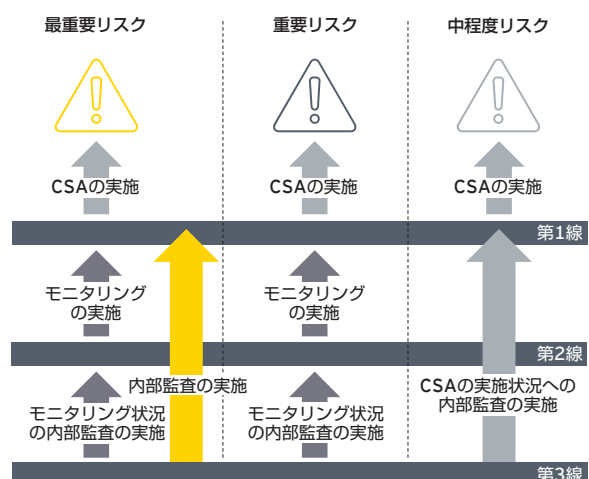 最重要リスク
重要リスク
中程度リスク
CSAの実施
CSAの実施
CSAの実施
第1線
モニタリング
の実施
モニタリング
の実施
第2線
内部監査の実施
モニタリング状況
の内部監査の実施
モニタリング状況
の内部監査の実施
CSAの実施状況への
内部監査の実施
第3線